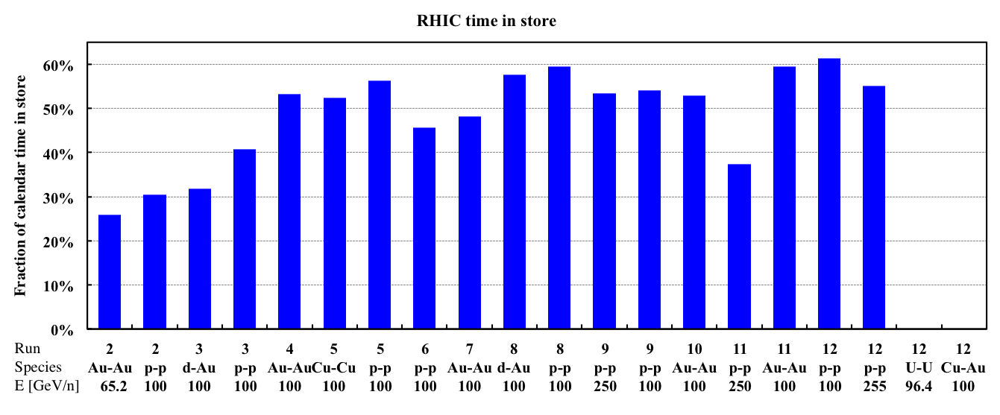 RHIC time in store
Fraction of calendar time in store
60%
50%
40%
30%
20%
10%
0%
Run 2 2 3 3 4 5 5 6 7 8 8 9 9 10 11 11 12 12 12 12
Species Au-Au p-p d-Au p-p Au-Au Cu-Cu p-p p-p Au-Au d-Au p-p p-p p-p Au-Au p-p Au-Au p-p p-p U-U Cu-Au
E [GeV/n] 65.2 100 100 100 100 100 100 100 100 100 100 250 100 100 250 100 100 255 96.4 100